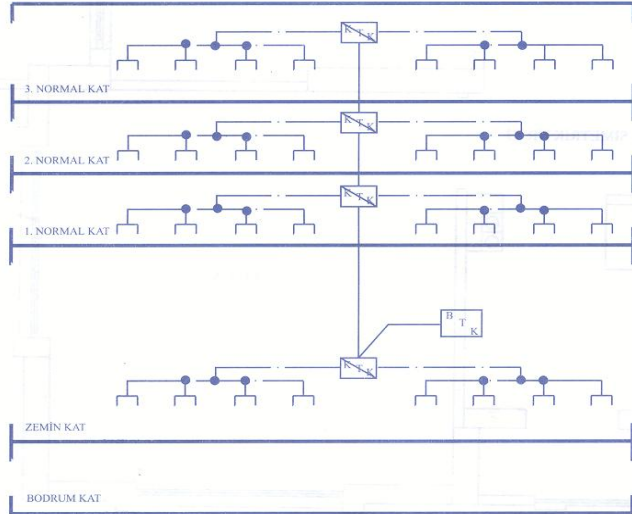 K T K
3. NORMAL KAT
K T K
2. NORMAL KAT
K T K
1. NORMAL KAT
B T K
K T K
ZEMİN KAT
BODRUM KAT